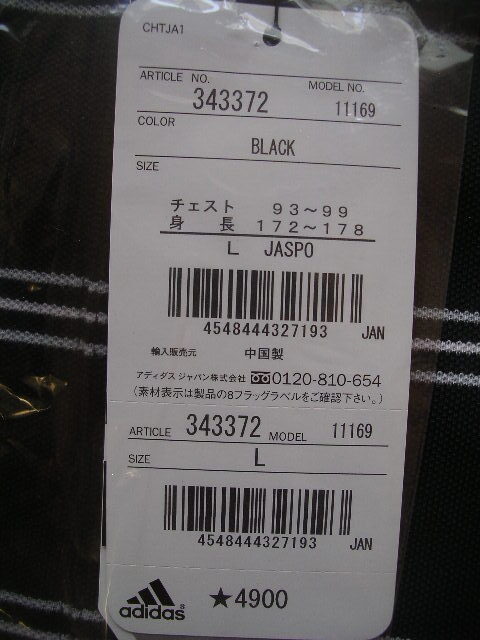 CHTJA1
ARTICLE NO. 343372 MODEL NO. 11169
COLOR
BLACK
SIZE
チェスト 93～99
身 長 172～178
L JASPO
4548444327193 JAN
輸入販売元 中国製
アディダス ジャパン株式会社 0120-810-654
(素材表示は製品の8フラッグラベルをご確認下さい。)
ARTICLE 343372 MODEL 11169
SIZE L
4548444327193 JAN
adidas ★4900